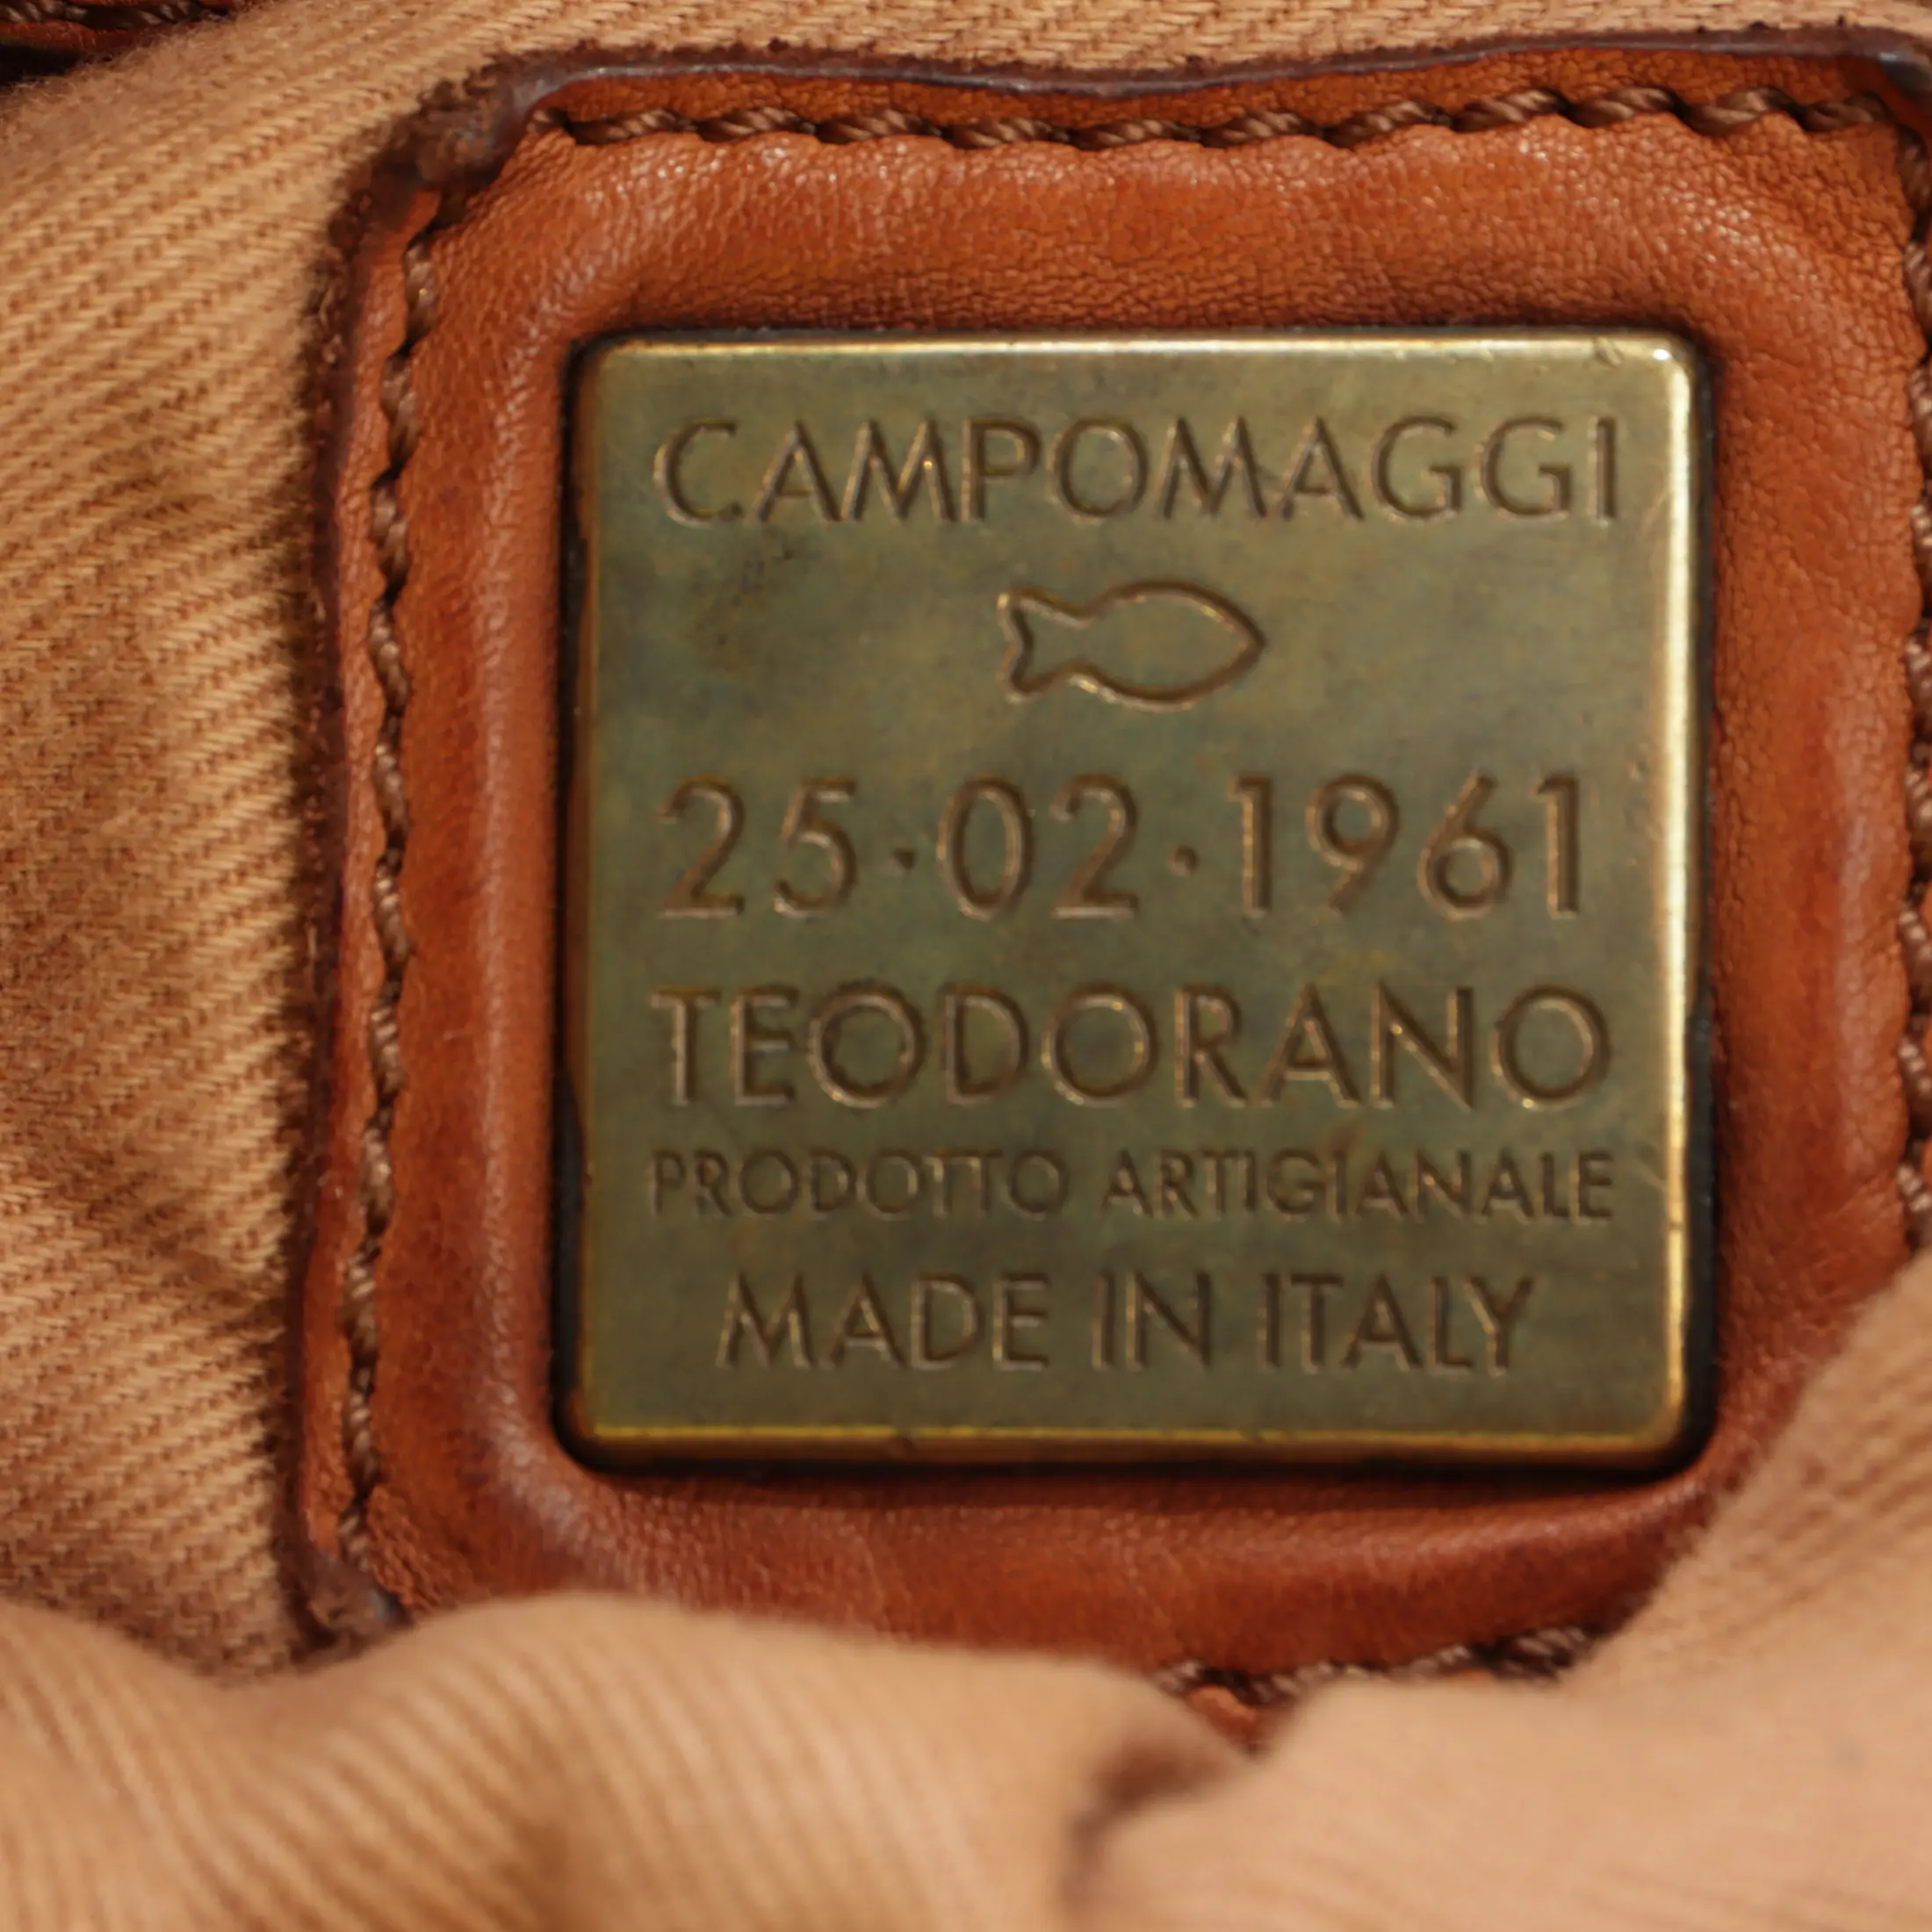 CAMPOMAGGI
25·02·1961
TEODORANO
PRODOTTO ARTIGIANALE
MADE IN ITALY